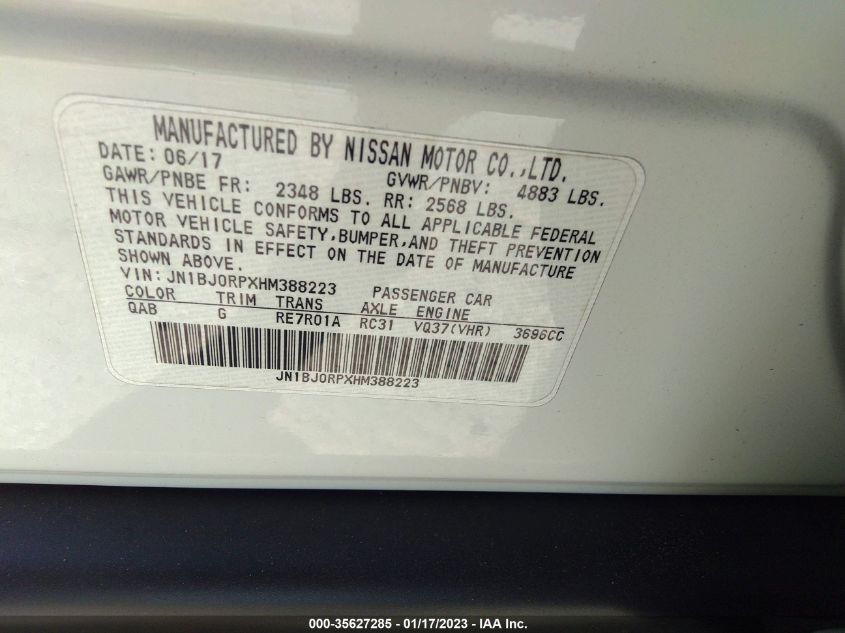 MANUFACTURED BY NISSAN MOTOR CO.,LTD.
DATE: 06/17 GVWR/PNBV: 4883 LBS.
GAWR/PNBE FR: 2348 LBS. RR: 2568 LBS.
THIS VEHICLE CONFORMS TO ALL APPLICABLE FEDERAL
MOTOR VEHICLE SAFETY,BUMPER,AND THEFT PREVENTION
STANDARDS IN EFFECT ON THE DATE OF MANUFACTURE
SHOWN ABOVE.
VIN: JN1BJ0RPXHM388223 PASSENGER CAR
COLOR TRIM TRANS AXLE ENGINE
QAB G RE7R01A RC31 VQ37(VHR) 3696CC
JN1BJ0RPXHM388223
000-35627285 - 01/17/2023 - IAA Inc.